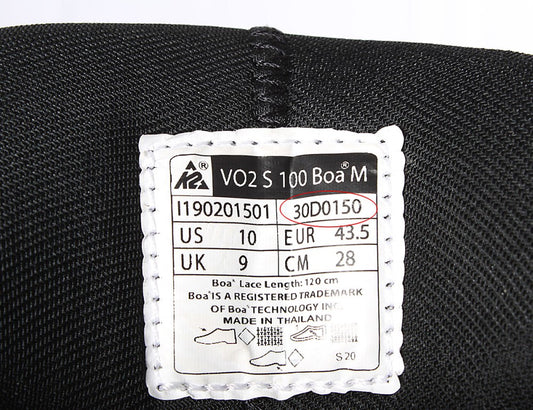 K2® VO2 S 100 Boa® M
I190201501 30D0150
US 10 EUR 43.5
UK 9 CM 28
Boa® Lace Length: 120 cm
Boa® IS A REGISTERED TRADEMARK
OF Boa® TECHNOLOGY INC.
MADE IN THAILAND
S 20